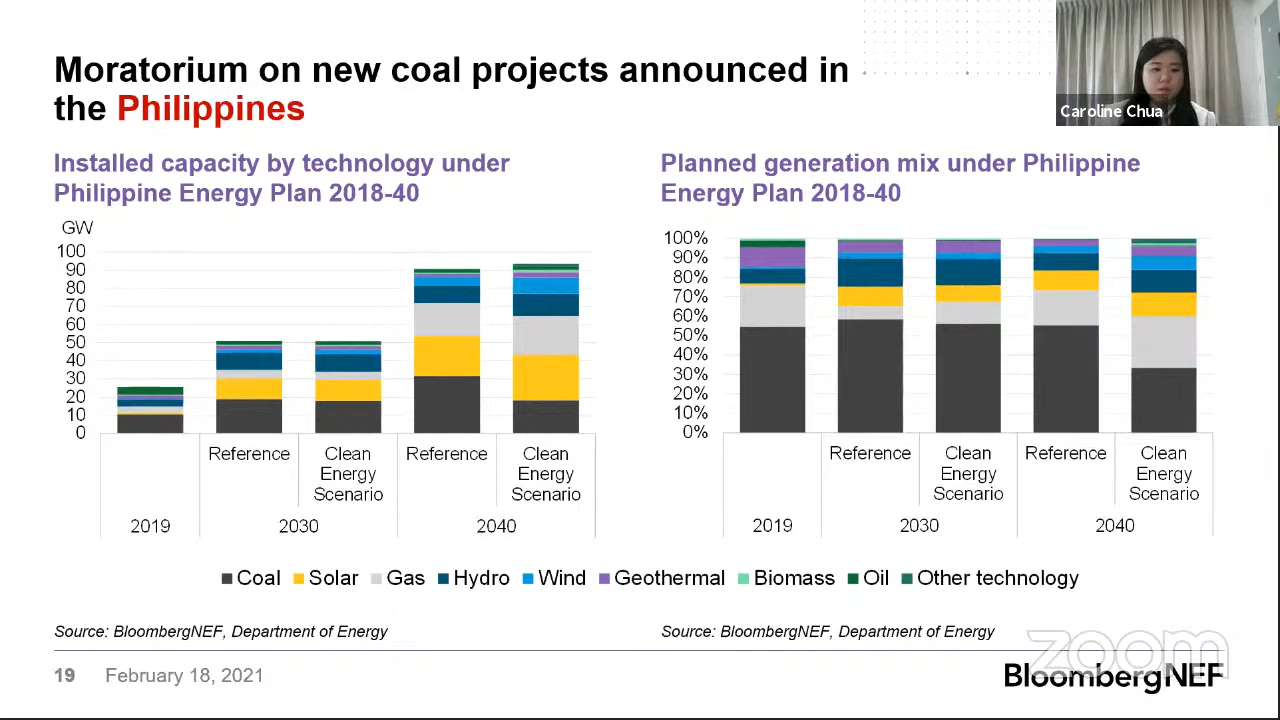 Moratorium on new coal projects announced in
the Philippines
Caroline Chua
Installed capacity by technology under
Philippine Energy Plan 2018-40
GW
100
90
80
70
60
50
40
30
20
10
0
Reference
Clean
Energy
Scenario
Reference
Clean
Energy
Scenario
2019
2030
2040
Planned generation mix under Philippine
Energy Plan 2018-40
100%
90%
80%
70%
60%
50%
40%
30%
20%
10%
0%
Reference
Clean
Energy
Scenario
Reference
Clean
Energy
Scenario
2019
2030
2040
Coal Solar Gas Hydro Wind Geothermal Biomass Oil Other technology
Source: BloombergNEF, Department of Energy
Source: BloombergNEF, Department of Energy
19 February 18, 2021
zoom
BloombergNEF